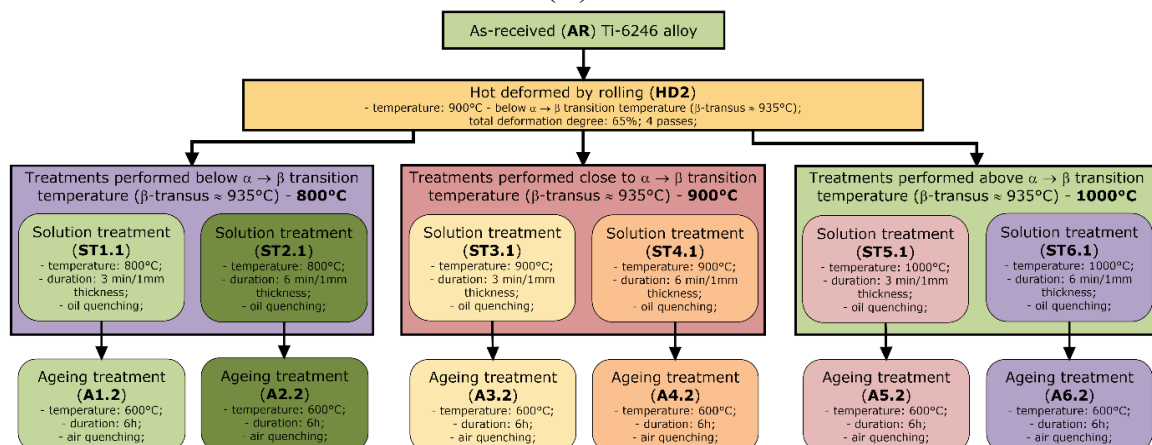 As-received (AR) Ti-6246 alloy
Hot deformed by rolling (HD2)
- temperature: 900°C - below α → β transition temperature (β-transus ≈ 935°C);
total deformation degree: 65%; 4 passes;
Treatments performed below α → β transition
temperature (β-transus ≈ 935°C) - 800°C
Solution treatment
(ST1.1)
- temperature: 800°C;
- duration: 3 min/1mm
thickness;
- oil quenching;
Solution treatment
(ST2.1)
- temperature: 800°C;
- duration: 6 min/1mm
thickness;
- oil quenching;
Treatments performed close to α → β transition
temperature (β-transus ≈ 935°C) - 900°C
Solution treatment
(ST3.1)
- temperature: 900°C;
- duration: 3 min/1mm
thickness;
- oil quenching;
Solution treatment
(ST4.1)
- temperature: 900°C;
- duration: 6 min/1mm
thickness;
- oil quenching;
Treatments performed above α → β transition
temperature (β-transus ≈ 935°C) - 1000°C
Solution treatment
(ST5.1)
- temperature: 1000°C;
- duration: 3 min/1mm
thickness;
- oil quenching;
Solution treatment
(ST6.1)
- temperature: 1000°C;
- duration: 6 min/1mm
thickness;
- oil quenching;
Ageing treatment
(A1.2)
- temperature: 600°C;
- duration: 6h;
- air quenching;
Ageing treatment
(A2.2)
- temperature: 600°C;
- duration: 6h;
- air quenching;
Ageing treatment
(A3.2)
- temperature: 600°C;
- duration: 6h;
- air quenching;
Ageing treatment
(A4.2)
- temperature: 600°C;
- duration: 6h;
- air quenching;
Ageing treatment
(A5.2)
- temperature: 600°C;
- duration: 6h;
- air quenching;
Ageing treatment
(A6.2)
- temperature: 600°C;
- duration: 6h;
- air quenching;